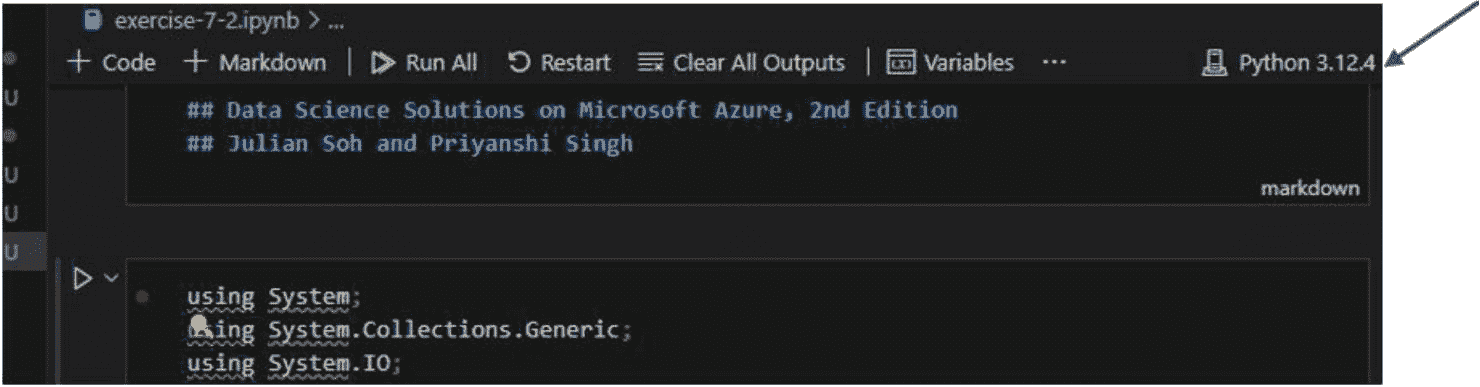 exercise-7-2.ipynb > ...
+ Code + Markdown | Run All Restart Clear All Outputs | Variables ... Python 3.12.4
U
## Data Science Solutions on Microsoft Azure, 2nd Edition
## Julian Soh and Priyanshi Singh
U
markdown
U
U
using System;
using System.Collections.Generic;
using System.IO;